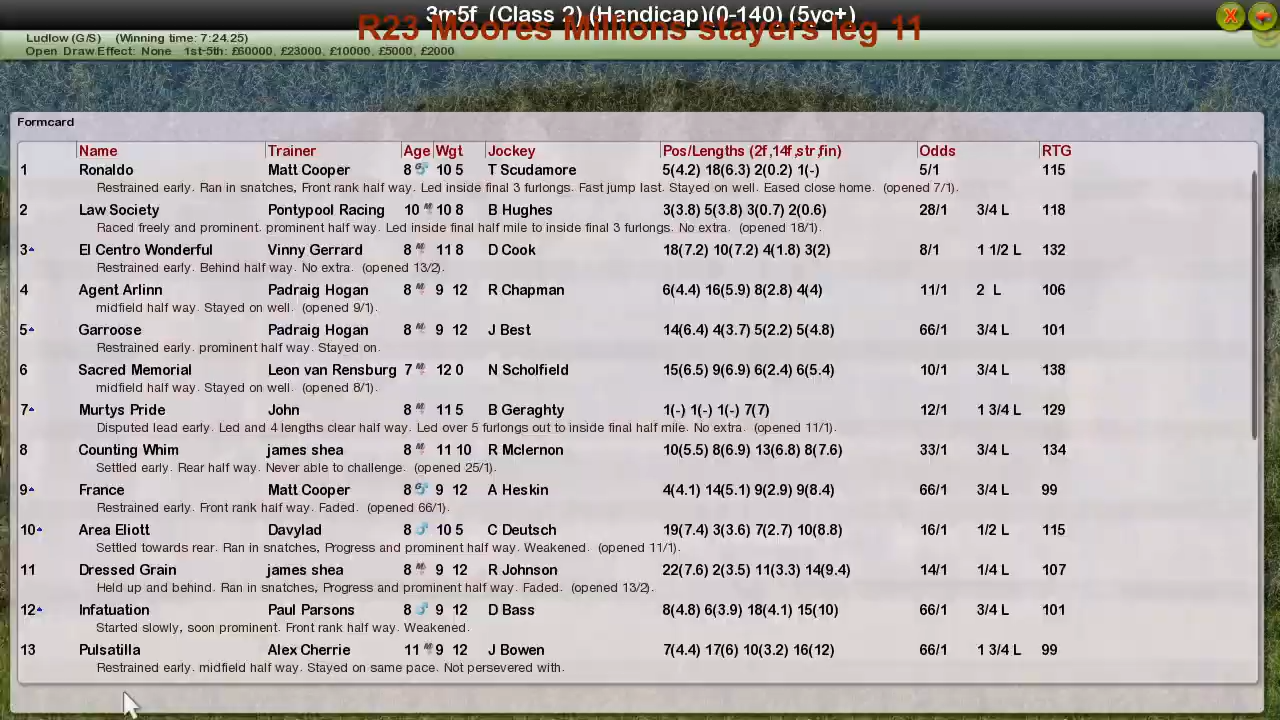 3m5f (Class 2) (Handicap)(0-140) (5yo+)
R23 Moores Millions stayers leg 11
Ludlow (G/S) (Winning time: 7:24.25)
Open Draw Effect: None 1st-5th: £60000, £23000, £10000, £5000, £2000
Formcard
Name Trainer Age Wgt Jockey Pos/Lengths (2f,14f,str,fin) Odds RTG
1 Ronaldo Matt Cooper 8 10 5 T Scudamore 5(4.2) 18(6.3) 2(0.2) 1(-) 5/1 115
Restrained early. Ran in snatches, Front rank half way. Led inside final 3 furlongs. Fast jump last. Stayed on well. Eased close home. (opened 7/1).
2 Law Society Pontypool Racing 10 10 8 B Hughes 3(3.8) 5(3.8) 3(0.7) 2(0.6) 28/1 3/4 L 118
Raced freely and prominent. prominent half way. Led inside final half mile to inside final 3 furlongs. No extra. (opened 18/1).
3 El Centro Wonderful Vinny Gerrard 8 11 8 D Cook 18(7.2) 10(7.2) 4(1.8) 3(2) 8/1 1 1/2 L 132
Restrained early. Behind half way. No extra. (opened 13/2).
4 Agent Arlinn Padraig Hogan 8 9 12 R Chapman 6(4.4) 16(5.9) 8(2.8) 4(4) 11/1 2 L 106
midfield half way. Stayed on well. (opened 9/1).
5 Garroose Padraig Hogan 8 9 12 J Best 14(6.4) 4(3.7) 5(2.2) 5(4.8) 66/1 3/4 L 101
Restrained early. prominent half way. Stayed on.
6 Sacred Memorial Leon van Rensburg 7 12 0 N Scholfield 15(6.5) 9(6.9) 6(2.4) 6(5.4) 10/1 3/4 L 138
midfield half way. Stayed on well. (opened 8/1).
7 Murtys Pride John 8 11 5 B Geraghty 1(-) 1(-) 1(-) 7(7) 12/1 1 3/4 L 129
Disputed lead early. Led and 4 lengths clear half way. Led over 5 furlongs out to inside final half mile. No extra. (opened 11/1).
8 Counting Whim james shea 8 11 10 R Mclernon 10(5.5) 8(6.9) 13(6.8) 8(7.6) 33/1 3/4 L 134
Settled early. Rear half way. Never able to challenge. (opened 25/1).
9 France Matt Cooper 8 9 12 A Heskin 4(4.1) 14(5.1) 9(2.9) 9(8.4) 66/1 3/4 L 99
Restrained early. Front rank half way. Faded. (opened 66/1).
10 Area Eliott Davylad 8 10 5 C Deutsch 19(7.4) 3(3.6) 7(2.7) 10(8.8) 16/1 1/2 L 115
Settled towards rear. Ran in snatches, Progress and prominent half way. Weakened. (opened 11/1).
11 Dressed Grain james shea 8 9 12 R Johnson 22(7.6) 2(3.5) 11(3.3) 14(9.4) 14/1 1/4 L 107
Held up and behind. Ran in snatches, Progress and prominent half way. Faded. (opened 13/2).
12 Infatuation Paul Parsons 8 9 12 D Bass 8(4.8) 6(3.9) 18(4.1) 15(10) 66/1 3/4 L 101
Started slowly, soon prominent. Front rank half way. Weakened.
13 Pulsatilla Alex Cherrie 11 9 12 J Bowen 7(4.4) 17(6) 10(3.2) 16(12) 66/1 1 3/4 L 99
Restrained early. midfield half way. Stayed on same pace. Not persevered with.